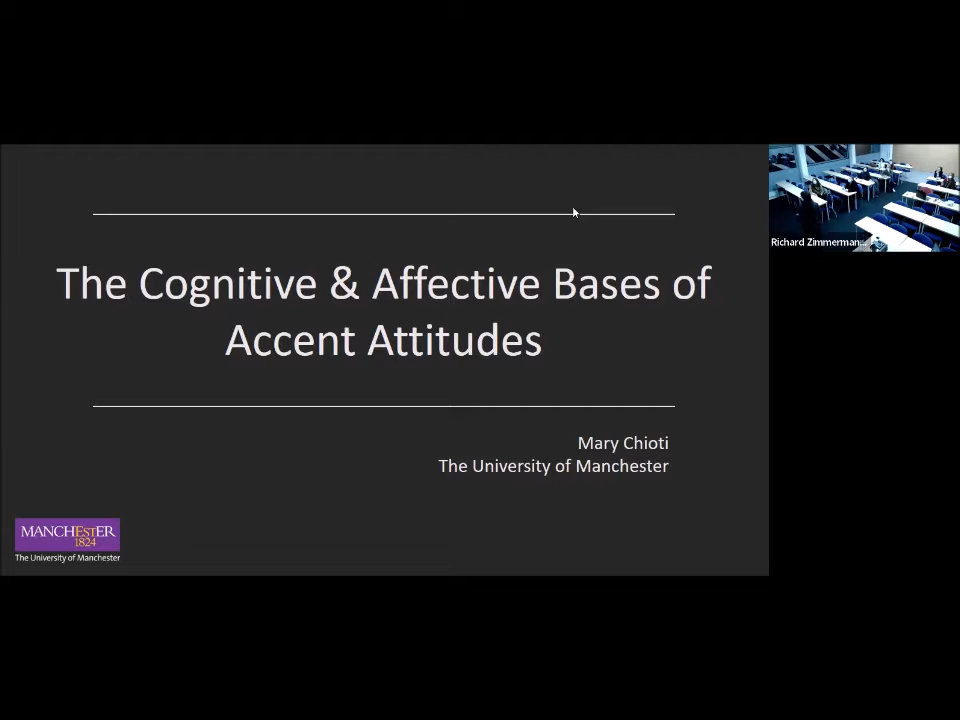 The Cognitive & Affective Bases of
Accent Attitudes
Mary Chioti
The University of Manchester
MANCHESTER
1824
The University of Manchester
Richard Zimmerman...